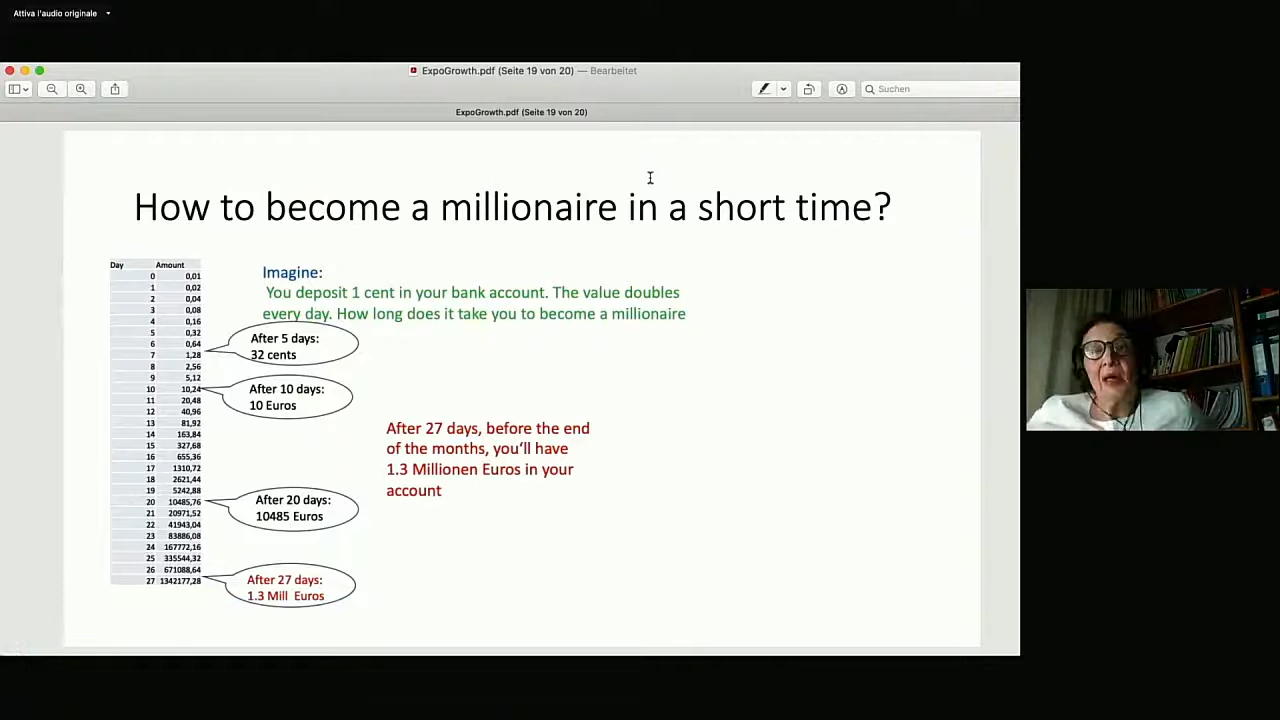 Attiva l'audio originale
ExpoGrowth.pdf (Seite 19 von 20) — Bearbeitet
Suchen
ExpoGrowth.pdf (Seite 19 von 20)
How to become a millionaire in a short time?
Day Amount
0 0,01
1 0,02
2 0,04
3 0,08
4 0,16
5 0,32
6 0,64
7 1,28
8 2,56
9 5,12
10 10,24
11 20,48
12 40,96
13 81,92
14 163,84
15 327,68
16 655,36
17 1310,72
18 2621,44
19 5242,88
20 10485,76
21 20971,52
22 41943,04
23 83886,08
24 167772,16
25 335544,32
26 671088,64
27 1342177,28
Imagine:
You deposit 1 cent in your bank account. The value doubles
every day. How long does it take you to become a millionaire
After 5 days:
32 cents
After 10 days:
10 Euros
After 27 days, before the end
of the months, you'll have
1.3 Millionen Euros in your
account
After 20 days:
10485 Euros
After 27 days:
1.3 Mill Euros